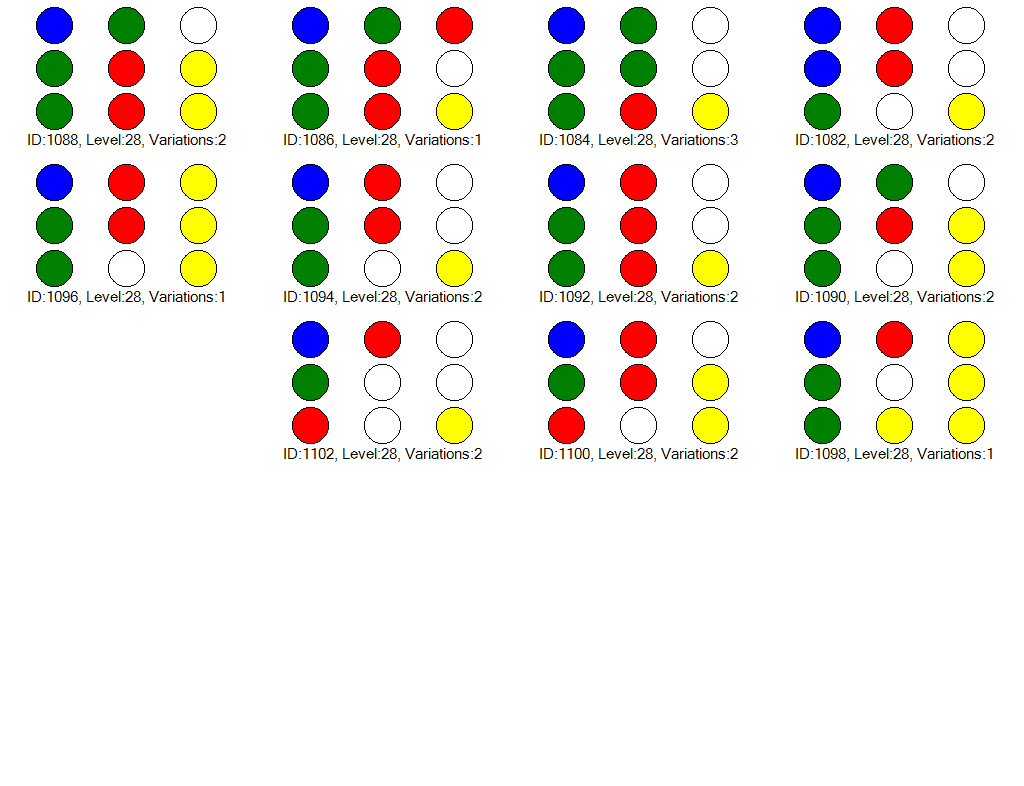 ID:1088, Level:28, Variations:2
ID:1086, Level:28, Variations:1
ID:1084, Level:28, Variations:3
ID:1082, Level:28, Variations:2
ID:1096, Level:28, Variations:1
ID:1094, Level:28, Variations:2
ID:1092, Level:28, Variations:2
ID:1090, Level:28, Variations:2
ID:1102, Level:28, Variations:2
ID:1100, Level:28, Variations:2
ID:1098, Level:28, Variations:1